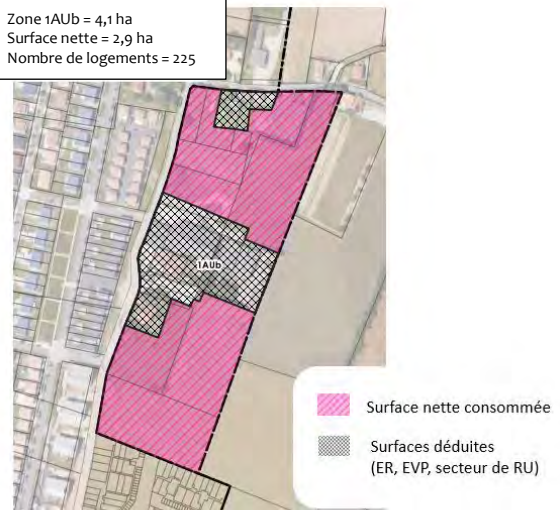 Zone 1AUb = 4,1 ha
Surface nette = 2,9 ha
Nombre de logements = 225
1AUb
Surface nette consommée
Surfaces déduites
(ER, EVP, secteur de RU)